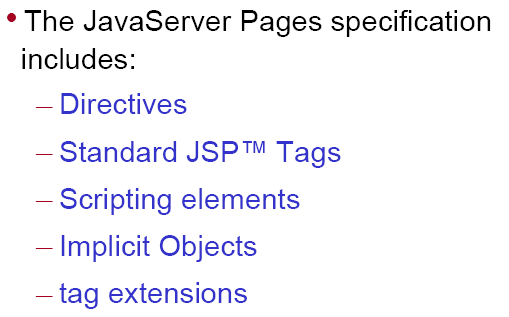 • The JavaServer Pages specification
includes:
– Directives
– Standard JSP™ Tags
– Scripting elements
– Implicit Objects
– tag extensions